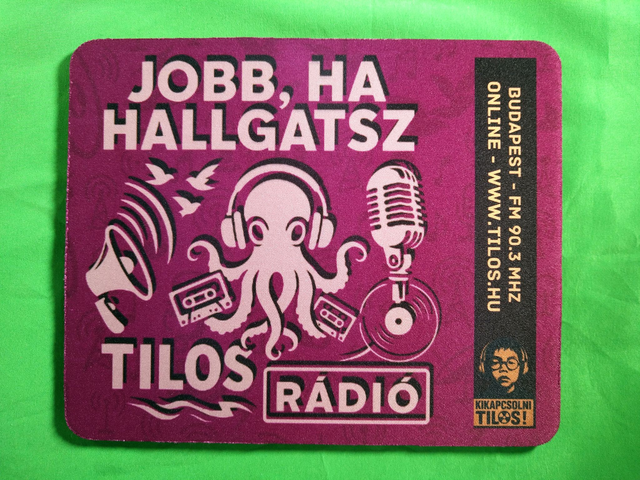 JOBB, HA
HALLGATSZ
TILOS
RÁDIÓ
BUDAPEST - FM 90.3 MHZ
ONLINE - WWW.TILOS.HU
KIKAPCSOLNI
TILOS!